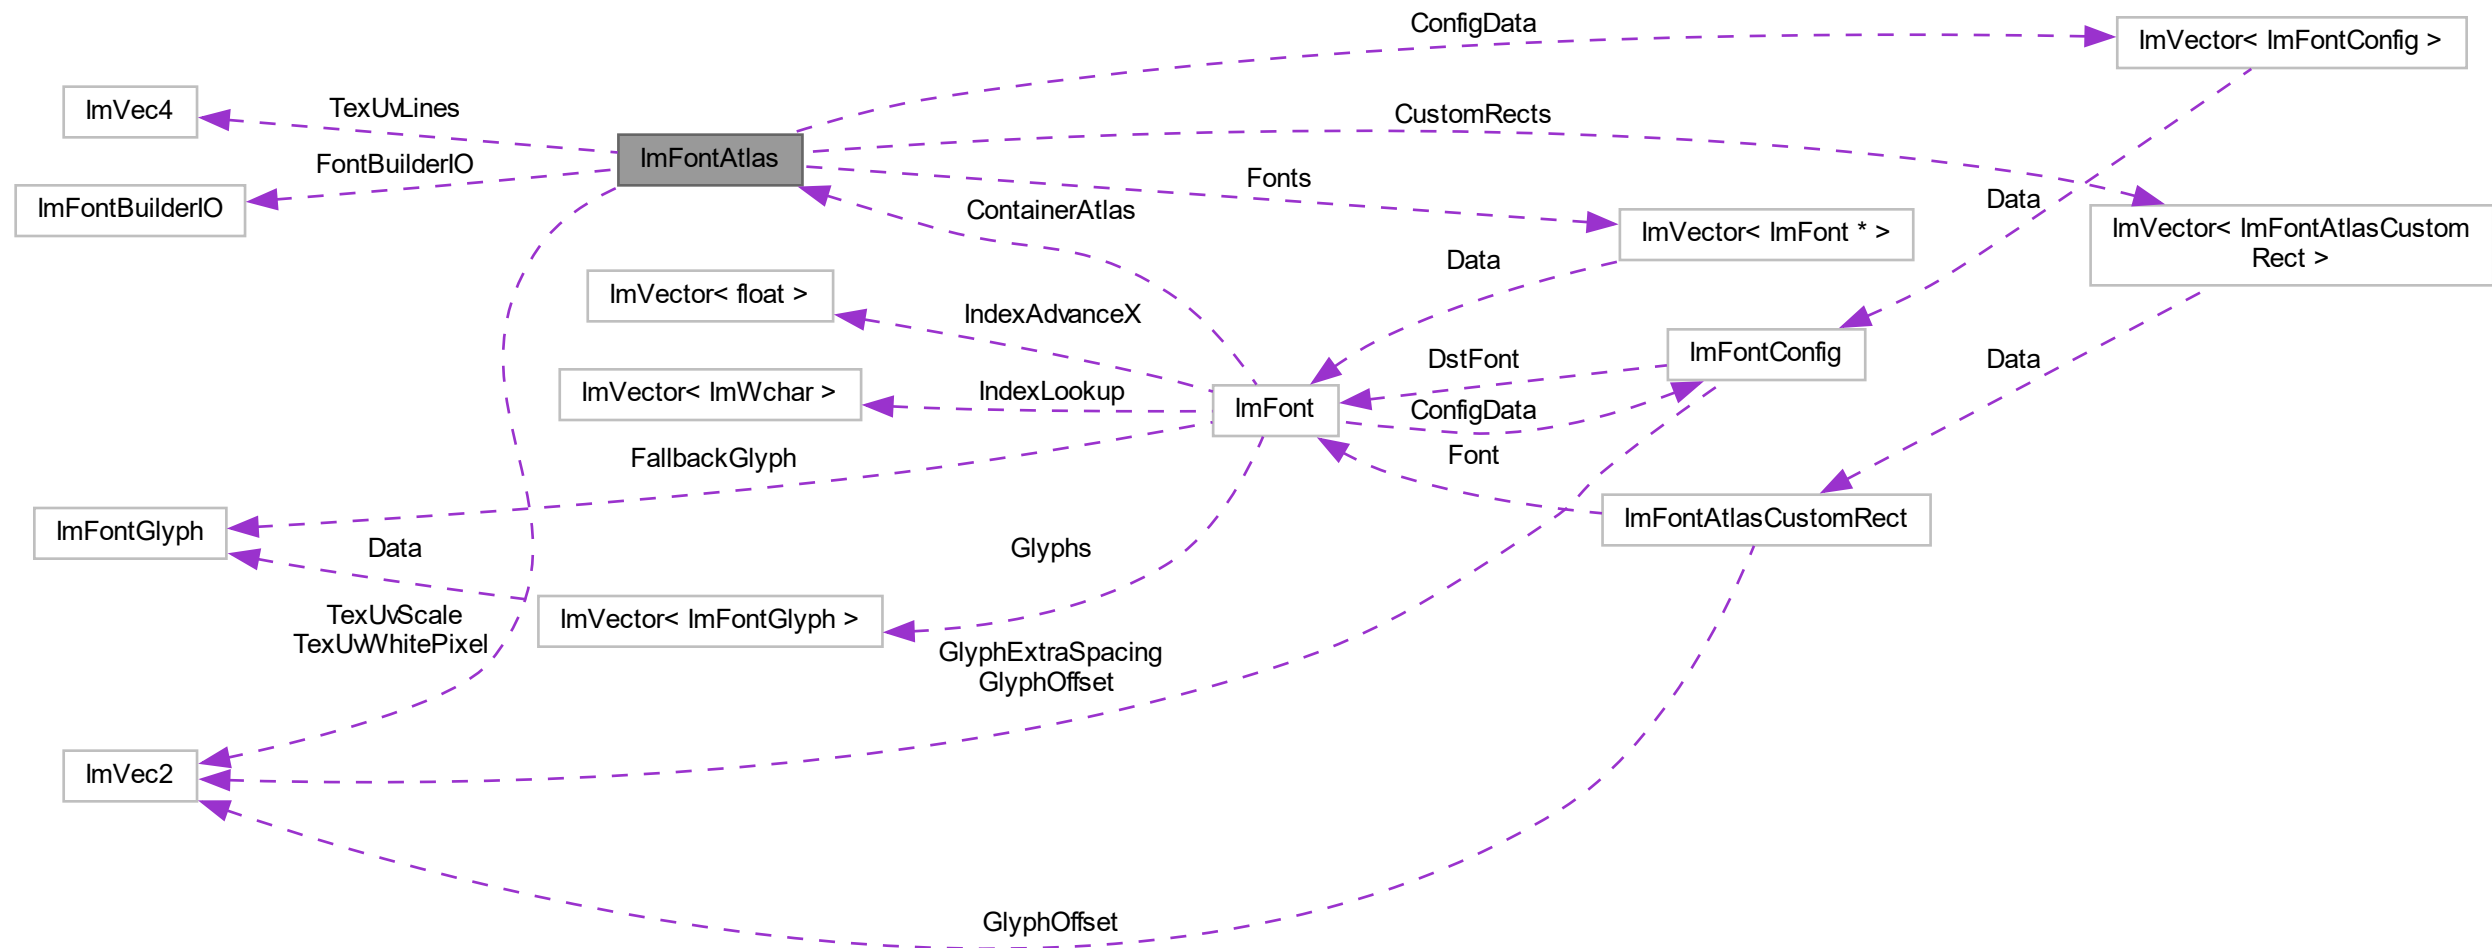 ConfigData
ImVector< ImFontConfig >
ImVec4
TexUvLines
CustomRects
ImFontAtlas
FontBuilderIO
Fonts
Data
ImFontBuilderIO
ContainerAtlas
ImVector< ImFont * >
ImVector< ImFontAtlasCustom
Rect >
Data
ImVector< float >
IndexAdvanceX
DstFont
ImFontConfig
Data
ImVector< ImWchar >
IndexLookup
ImFont
ConfigData
FallbackGlyph
Font
ImFontGlyph
Data
Glyphs
ImFontAtlasCustomRect
TexUvScale
TexUvWhitePixel
ImVector< ImFontGlyph >
GlyphExtraSpacing
GlyphOffset
ImVec2
GlyphOffset